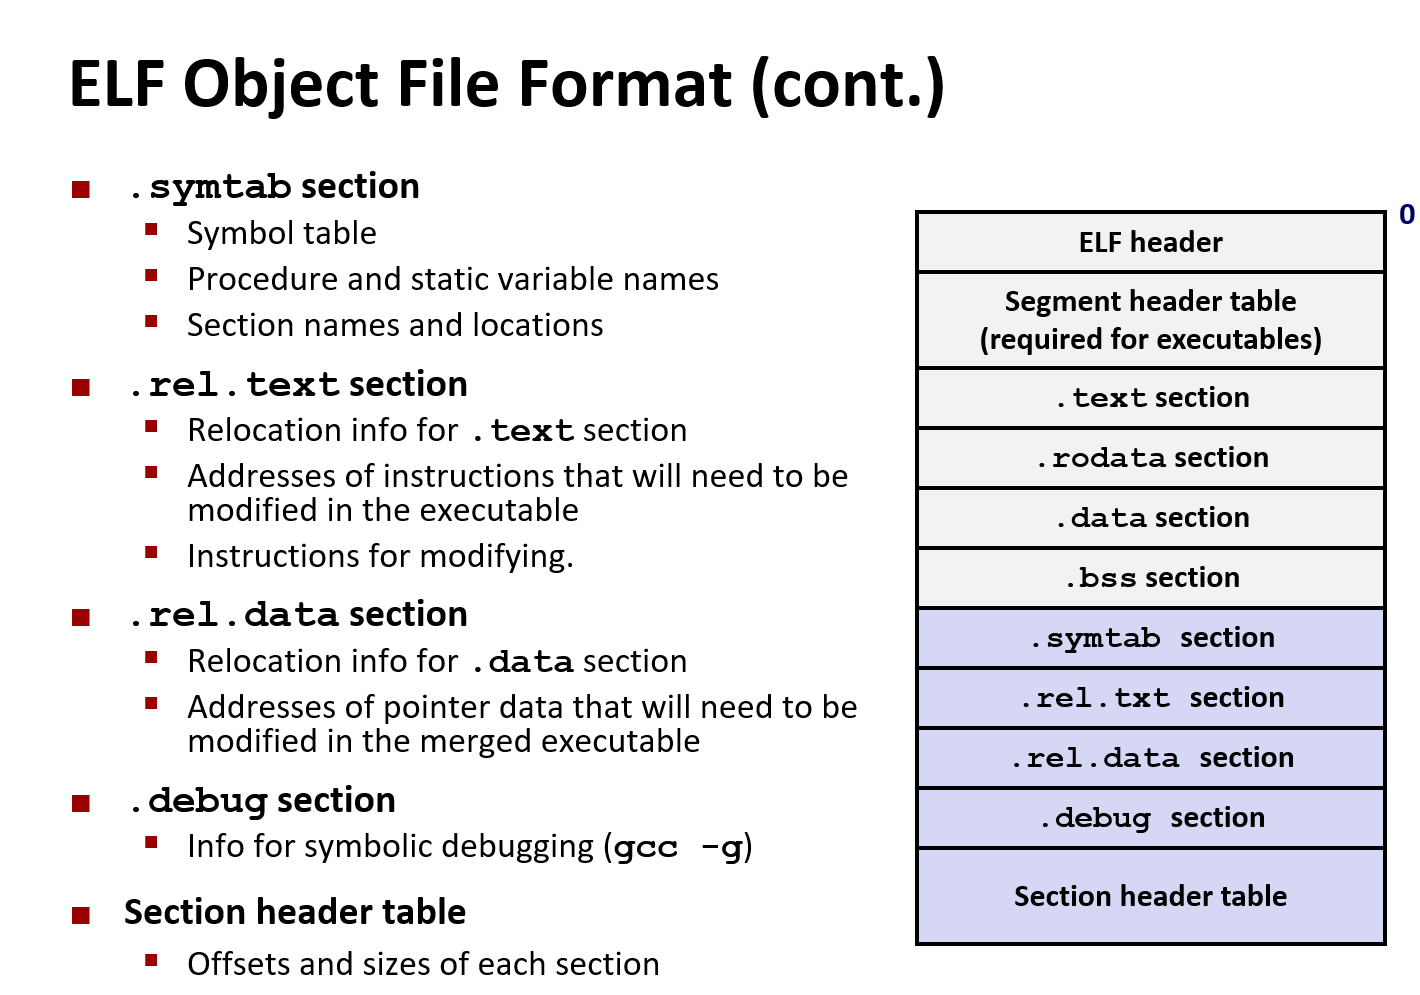 ELF Object File Format (cont.)
.symtab section
Symbol table
Procedure and static variable names
Section names and locations
.rel.text section
Relocation info for .text section
Addresses of instructions that will need to be
modified in the executable
Instructions for modifying.
.rel.data section
Relocation info for .data section
Addresses of pointer data that will need to be
modified in the merged executable
.debug section
Info for symbolic debugging (gcc -g)
Section header table
Offsets and sizes of each section
0
ELF header
Segment header table
(required for executables)
.text section
.rodata section
.data section
.bss section
.symtab section
.rel.txt section
.rel.data section
.debug section
Section header table